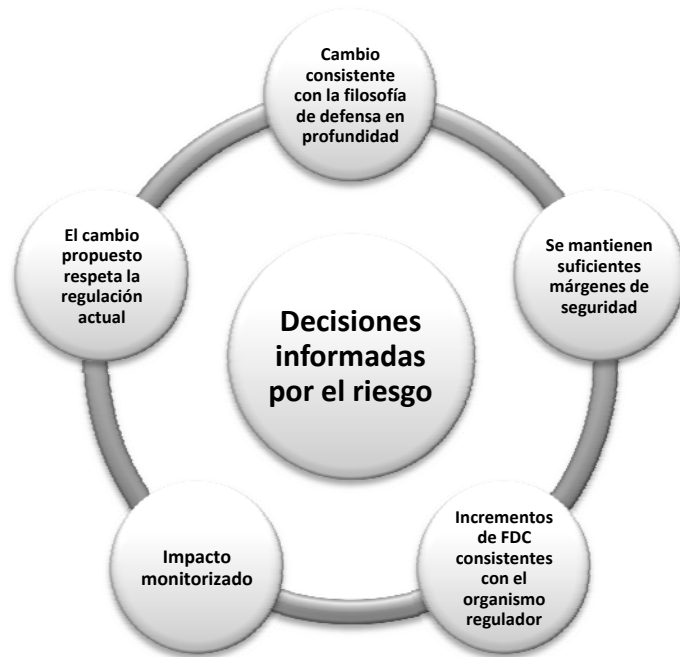 Cambio
consistente
con la filosofía
de defensa en
profundidad
El cambio
propuesto
respeta la
regulación
actual
Se mantienen
suficientes
márgenes de
seguridad
Decisiones
informadas
por el riesgo
Impacto
monitorizado
Incrementos
de FDC
consistentes
con el
organismo
regulador